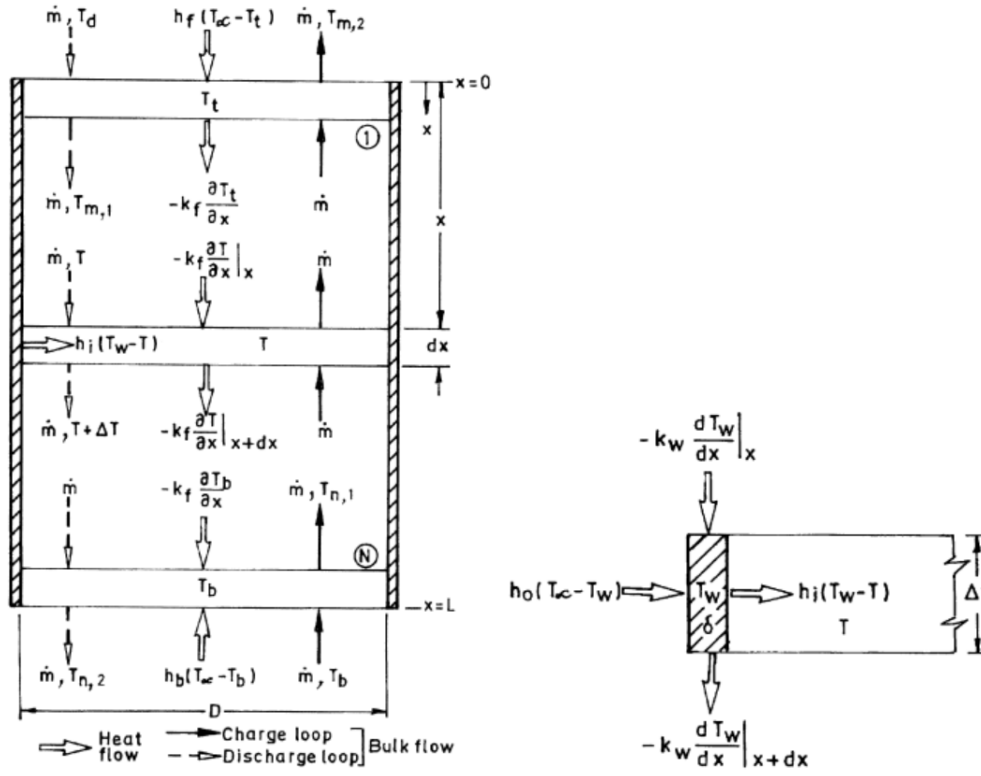 ṁ, T_d h_f(T_∝-T_t) ṁ, T_m,2
x=0
T_t
1
x
ṁ, T_m,1 -k_f ∂T_t/∂x ṁ
x
ṁ, T -k_f ∂T/∂x|_x ṁ
h_i(T_w-T) T dx
ṁ, T+ΔT -k_f ∂T/∂x|_x+dx ṁ
ṁ -k_f ∂T_b/∂x ṁ, T_n,1
N
T_b
x=L
ṁ, T_n,2 h_b(T_∝-T_b) ṁ, T_b
D
Heat flow
Charge loop
Discharge loop
Bulk flow
-k_w dT_w/dx|_x
h_o(T_∝-T_w) T_w h_i(T_w-T) Δ
δ T
-k_w dT_w/dx|_x+dx